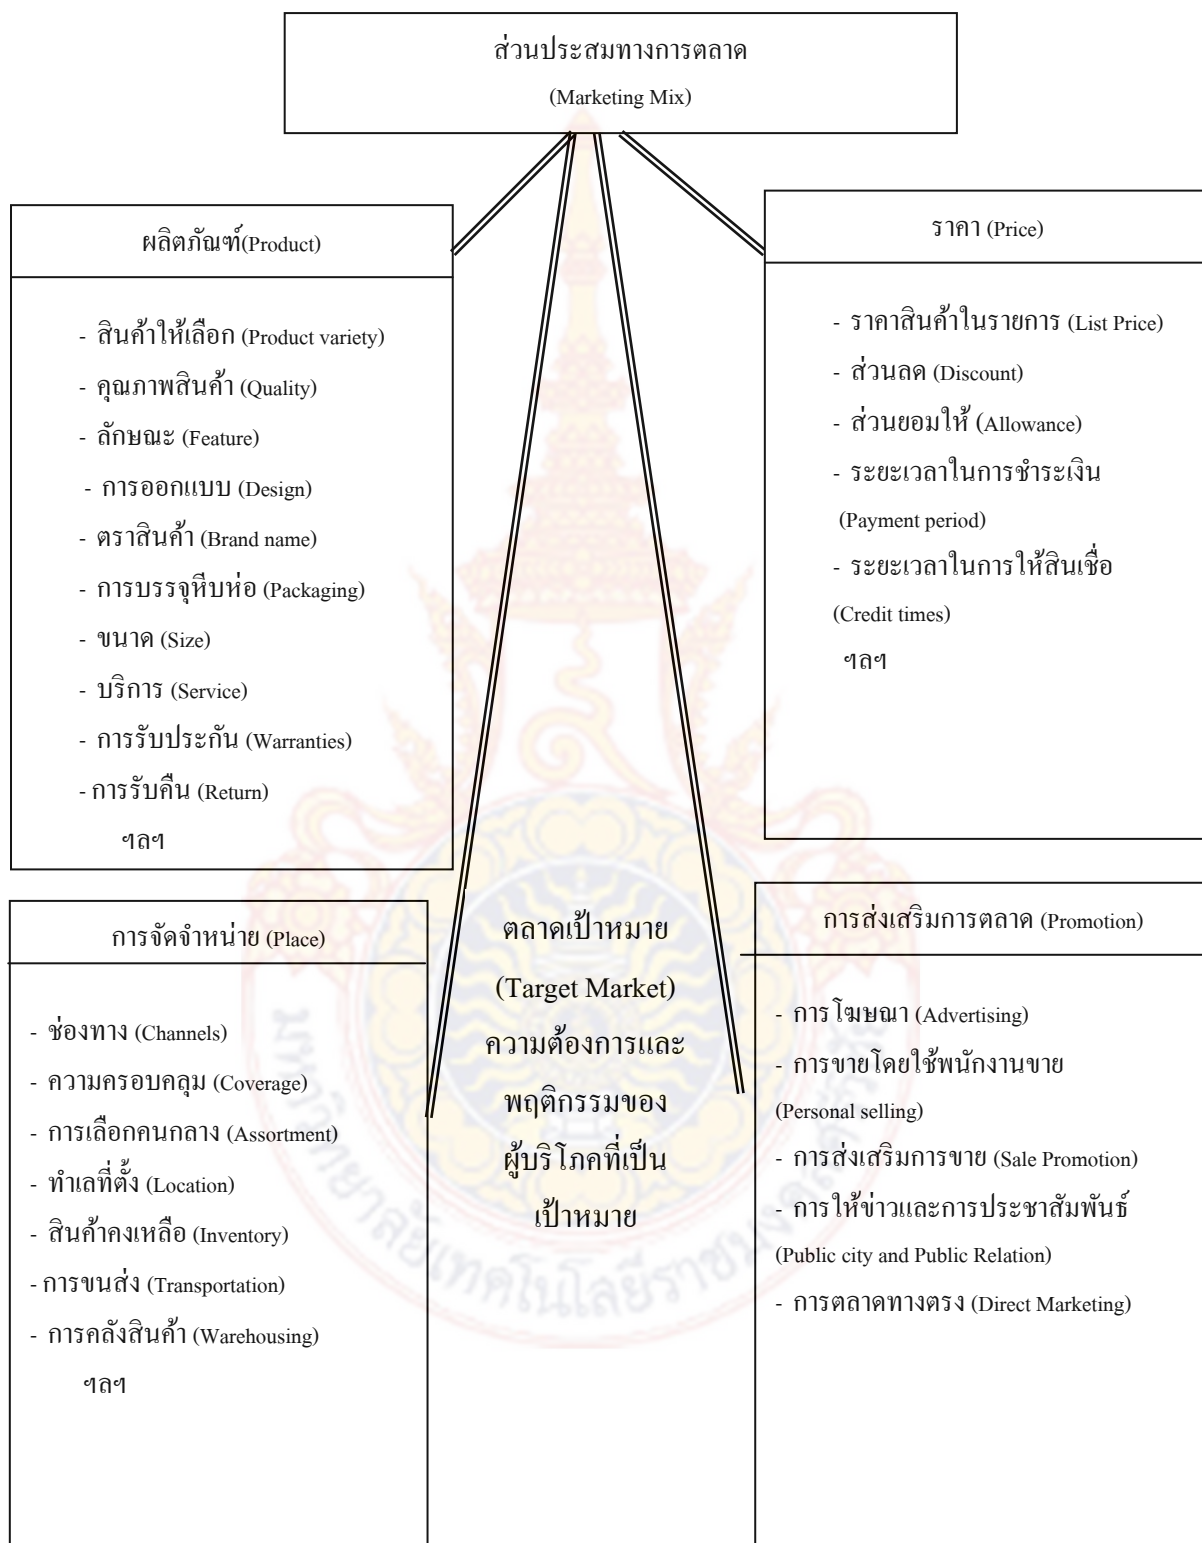 ส่วนประสมทางการตลาด
(Marketing Mix)
ผลิตภัณฑ์(Product)
- สินค้าให้เลือก (Product variety)
- คุณภาพสินค้า (Quality)
- ลักษณะ (Feature)
- การออกแบบ (Design)
- ตราสินค้า (Brand name)
- การบรรจุหีบห่อ (Packaging)
- ขนาด (Size)
- บริการ (Service)
- การรับประกัน (Warranties)
- การรับคืน (Return)
ฯลฯ
ราคา (Price)
- ราคาสินค้าในรายการ (List Price)
- ส่วนลด (Discount)
- ส่วนยอมให้ (Allowance)
- ระยะเวลาในการชำระเงิน
(Payment period)
- ระยะเวลาในการให้สินเชื่อ
(Credit times)
ฯลฯ
การจัดจำหน่าย (Place)
- ช่องทาง (Channels)
- ความครอบคลุม (Coverage)
- การเลือกคนกลาง (Assortment)
- ทำเลที่ตั้ง (Location)
- สินค้าคงเหลือ (Inventory)
- การขนส่ง (Transportation)
- การคลังสินค้า (Warehousing)
ฯลฯ
ตลาดเป้าหมาย
(Target Market)
ความต้องการและ
พฤติกรรมของ
ผู้บริโภคที่เป็น
เป้าหมาย
การส่งเสริมการตลาด (Promotion)
- การโฆษณา (Advertising)
- การขายโดยใช้พนักงานขาย
(Personal selling)
- การส่งเสริมการขาย (Sale Promotion)
- การให้ข่าวและการประชาสัมพันธ์
(Public city and Public Relation)
- การตลาดทางตรง (Direct Marketing)